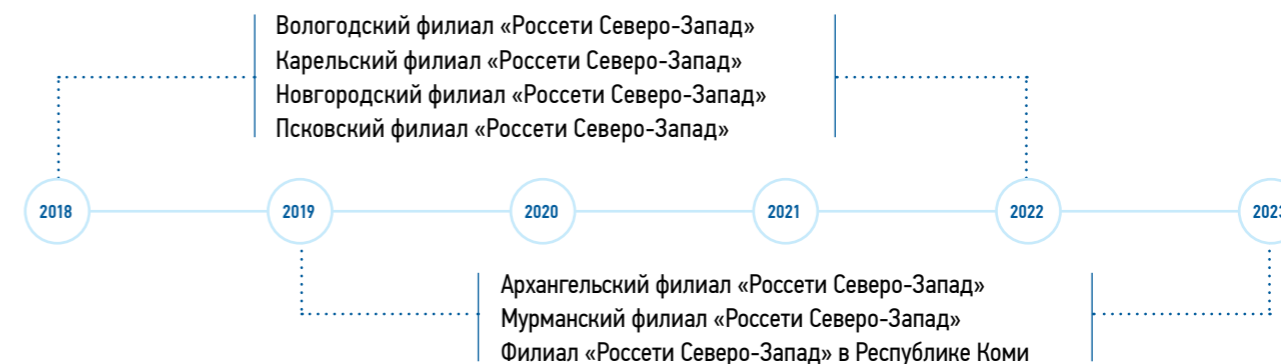 Вологодский филиал «Россети Северо-Запад»
Карельский филиал «Россети Северо-Запад»
Новгородский филиал «Россети Северо-Запад»
Псковский филиал «Россети Северо-Запад»
2018 2019 2020 2021 2022 2023
Архангельский филиал «Россети Северо-Запад»
Мурманский филиал «Россети Северо-Запад»
Филиал «Россети Северо-Запад» в Республике Коми